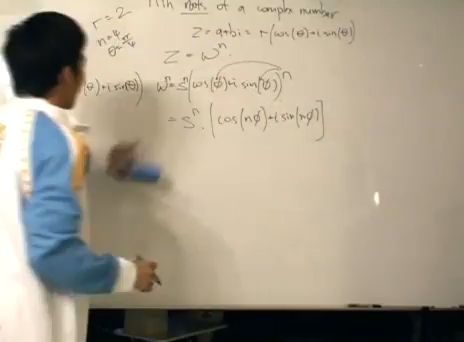 nth roots of a complex number
r = 2
n = 4
z = a+bi = r(cos(θ)+i sin(θ))
z = wⁿ.
(θ)+i sin(θ)) wⁿ = sⁿ(cos(φ)+i sin(φ))ⁿ
= sⁿ. [cos(nφ)+i sin(nφ)]